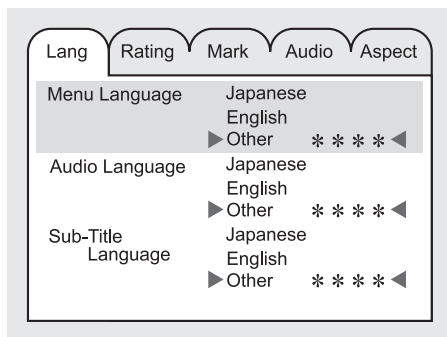 Lang Rating Mark Audio Aspect
Menu Language Japanese
English
▶Other ＊＊＊＊◀
Audio Language Japanese
English
▶Other ＊＊＊＊◀
Sub-Title Japanese
Language English
▶Other ＊＊＊＊◀